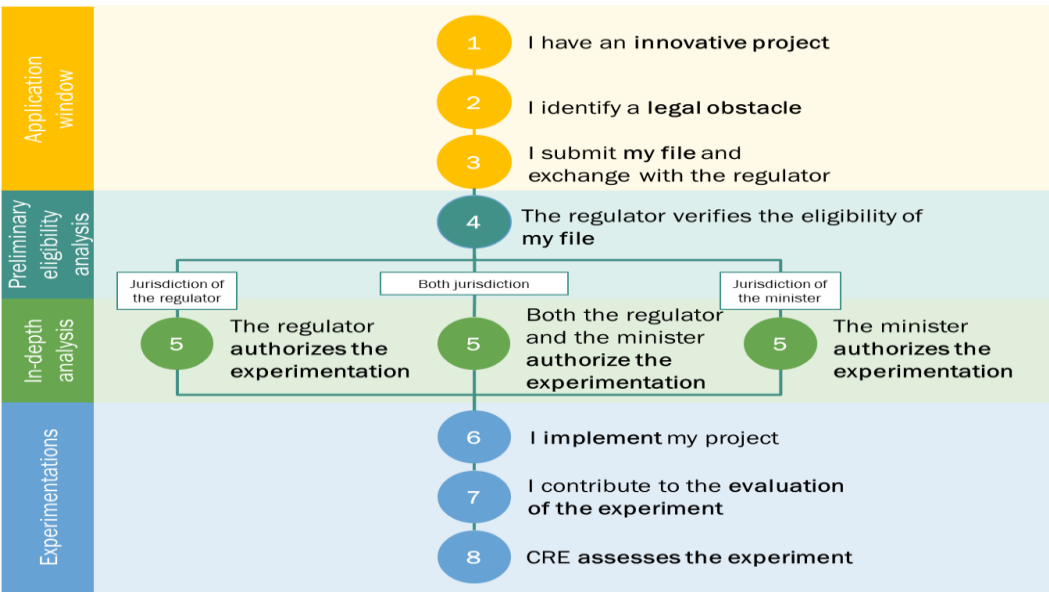 Application
window
1
I have an innovative project
2
I identify a legal obstacle
3
I submit my file and
exchange with the regulator
Preliminary
eligibility
analysis
4
The regulator verifies the eligibility of
my file
Jurisdiction of
the regulator
Both jurisdiction
Jurisdiction of
the minister
In-depth
analysis
5
The regulator
authorizes the
experimentation
5
Both the regulator
and the minister
authorize the
experimentation
5
The minister
authorizes the
experimentation
Experimentations
6
I implement my project
7
I contribute to the evaluation
of the experiment
8
CRE assesses the experiment